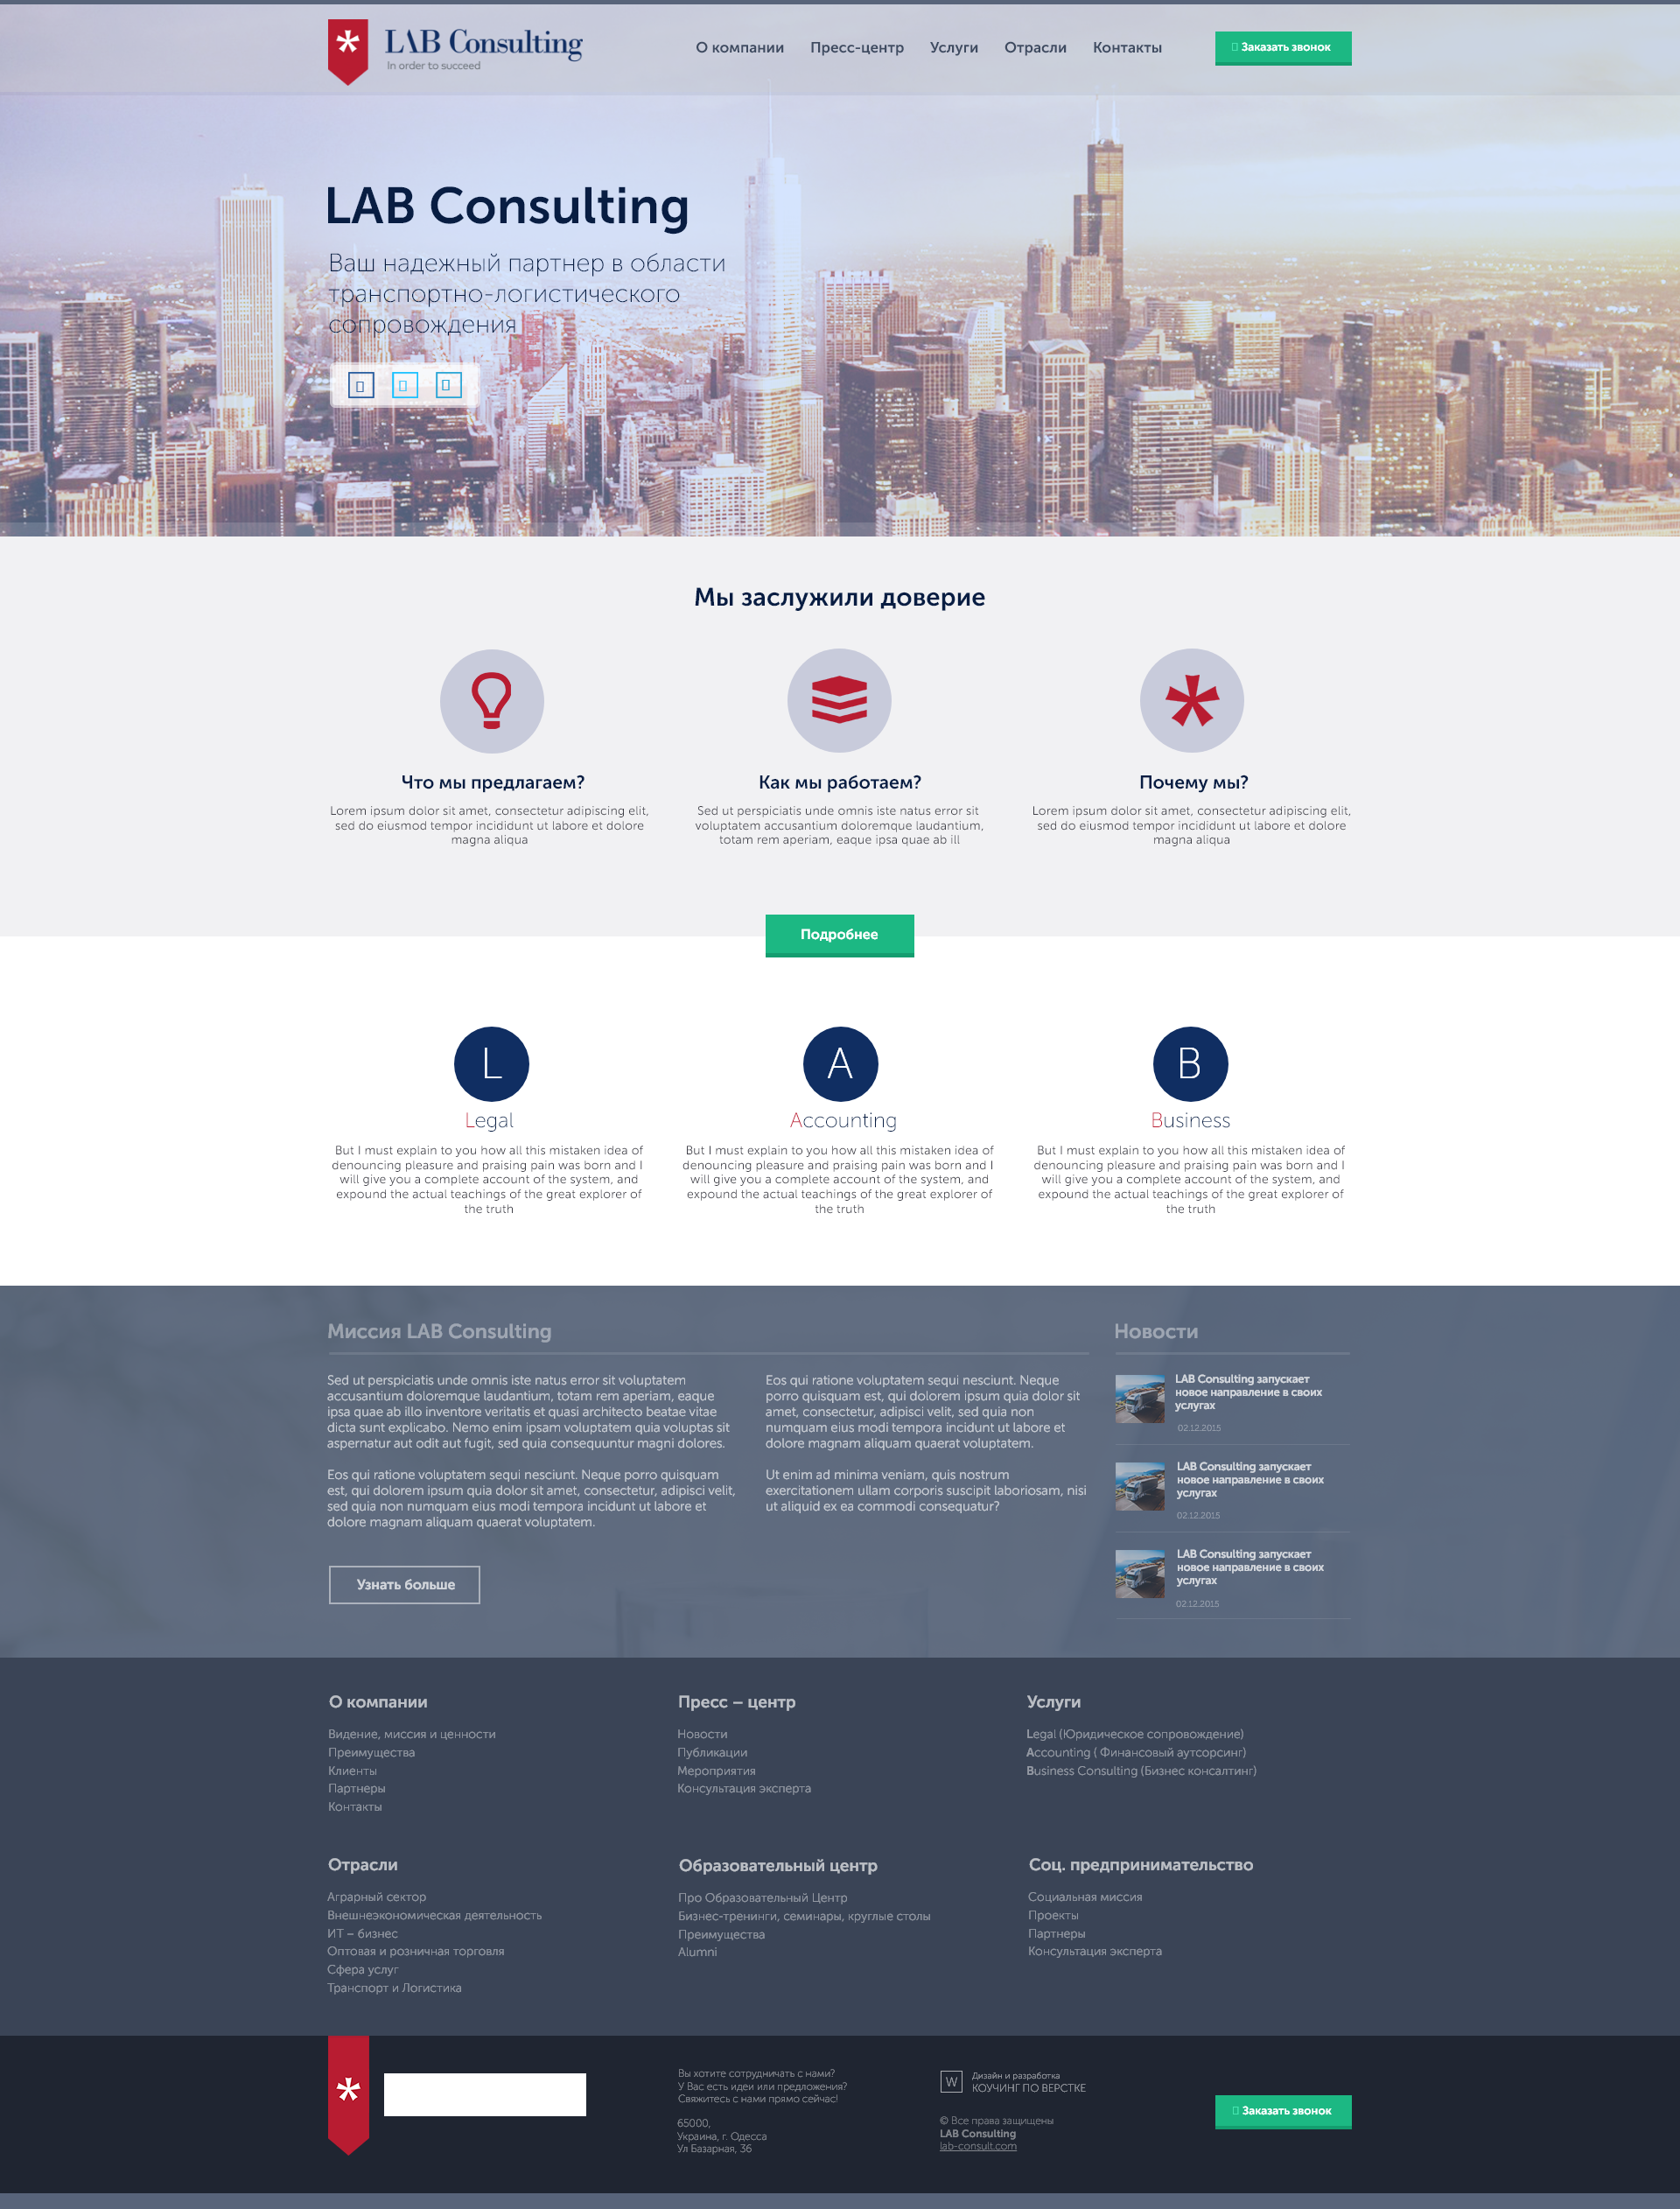 LAB Consulting
In order to succeed
О компании Пресс-центр Услуги Отрасли Контакты
Заказать звонок
LAB Consulting
Ваш надежный партнер в области
транспортно-логистического
сопровождения
Мы заслужили доверие
Что мы предлагаем?
Lorem ipsum dolor sit amet, consectetur adipiscing elit,
sed do eiusmod tempor incididunt ut labore et dolore
magna aliqua
Как мы работаем?
Sed ut perspiciatis unde omnis iste natus error sit
voluptatem accusantium doloremque laudantium,
totam rem aperiam, eaque ipsa quae ab ill
Почему мы?
Lorem ipsum dolor sit amet, consectetur adipiscing elit,
sed do eiusmod tempor incididunt ut labore et dolore
magna aliqua
Подробнее
L
Legal
But I must explain to you how all this mistaken idea of
denouncing pleasure and praising pain was born and I
will give you a complete account of the system, and
expound the actual teachings of the great explorer of
the truth
A
Accounting
But I must explain to you how all this mistaken idea of
denouncing pleasure and praising pain was born and I
will give you a complete account of the system, and
expound the actual teachings of the great explorer of
the truth
B
Business
But I must explain to you how all this mistaken idea of
denouncing pleasure and praising pain was born and I
will give you a complete account of the system, and
expound the actual teachings of the great explorer of
the truth
Миссия LAB Consulting
Sed ut perspiciatis unde omnis iste natus error sit voluptatem
accusantium doloremque laudantium, totam rem aperiam, eaque
ipsa quae ab illo inventore veritatis et quasi architecto beatae vitae
dicta sunt explicabo. Nemo enim ipsam voluptatem quia voluptas sit
aspernatur aut odit aut fugit, sed quia consequuntur magni dolores.
Eos qui ratione voluptatem sequi nesciunt. Neque porro quisquam
est, qui dolorem ipsum quia dolor sit amet, consectetur, adipisci velit,
sed quia non numquam eius modi tempora incidunt ut labore et
dolore magnam aliquam quaerat voluptatem.
Eos qui ratione voluptatem sequi nesciunt. Neque
porro quisquam est, qui dolorem ipsum quia dolor sit
amet, consectetur, adipisci velit, sed quia non
numquam eius modi tempora incidunt ut labore et
dolore magnam aliquam quaerat voluptatem.
Ut enim ad minima veniam, quis nostrum
exercitationem ullam corporis suscipit laboriosam, nisi
ut aliquid ex ea commodi consequatur?
Узнать больше
Новости
LAB Consulting запускает
новое направление в своих
услугах
02.12.2015
LAB Consulting запускает
новое направление в своих
услугах
02.12.2015
LAB Consulting запускает
новое направление в своих
услугах
02.12.2015
О компании
Видение, миссия и ценности
Преимущества
Клиенты
Партнеры
Контакты
Пресс – центр
Новости
Публикации
Мероприятия
Консультация эксперта
Услуги
Legal (Юридическое сопровождение)
Accounting ( Финансовый аутсорсинг)
Business Consulting (Бизнес консалтинг)
Отрасли
Аграрный сектор
Внешнеэкономическая деятельность
ИТ – бизнес
Оптовая и розничная торговля
Сфера услуг
Транспорт и Логистика
Образовательный центр
Про Образовательный Центр
Бизнес-тренинги, семинары, круглые столы
Преимущества
Alumni
Соц. предпринимательство
Социальная миссия
Проекты
Партнеры
Консультация эксперта
Вы хотите сотрудничать с нами?
У Вас есть идеи или предложения?
Свяжитесь с нами прямо сейчас!
65000,
Украина, г. Одесса
Ул Базарная, 36
W
Дизайн и разработка
КОУЧИНГ ПО ВЕРСТКЕ
© Все права защищены
LAB Consulting
lab-consult.com
Заказать звонок